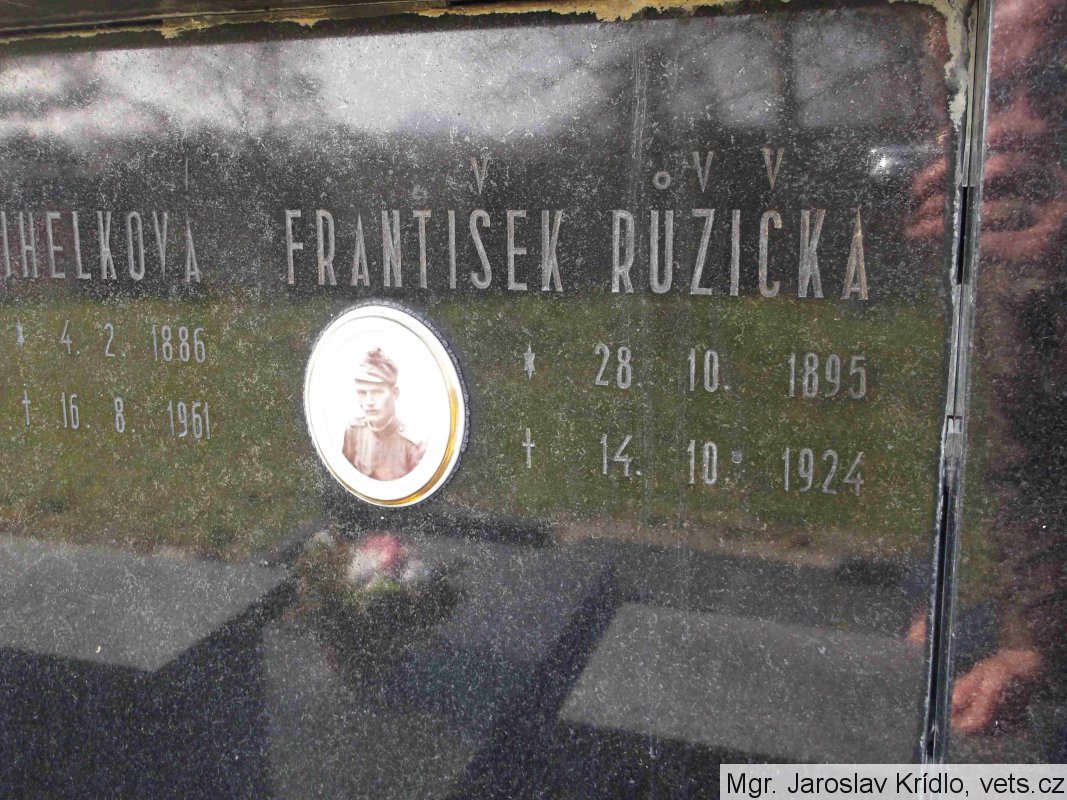 IHELKOVÁ FRANTIŠEK RŮŽIČKA
* 4. 2. 1886 * 28. 10. 1895
† 16. 8. 1961 † 14. 10. 1924
Mgr. Jaroslav Krídlo, vets.cz